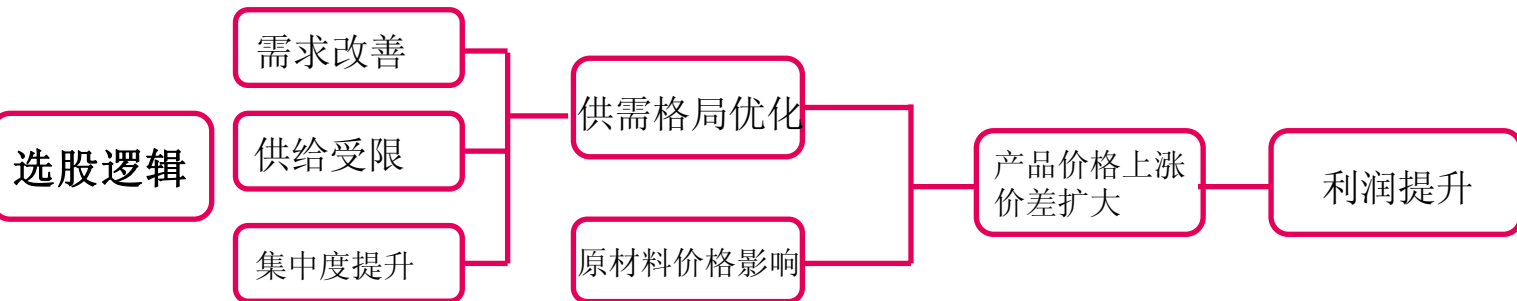 选股逻辑
需求改善
供给受限
集中度提升
供需格局优化
原材料价格影响
产品价格上涨
价差扩大
利润提升